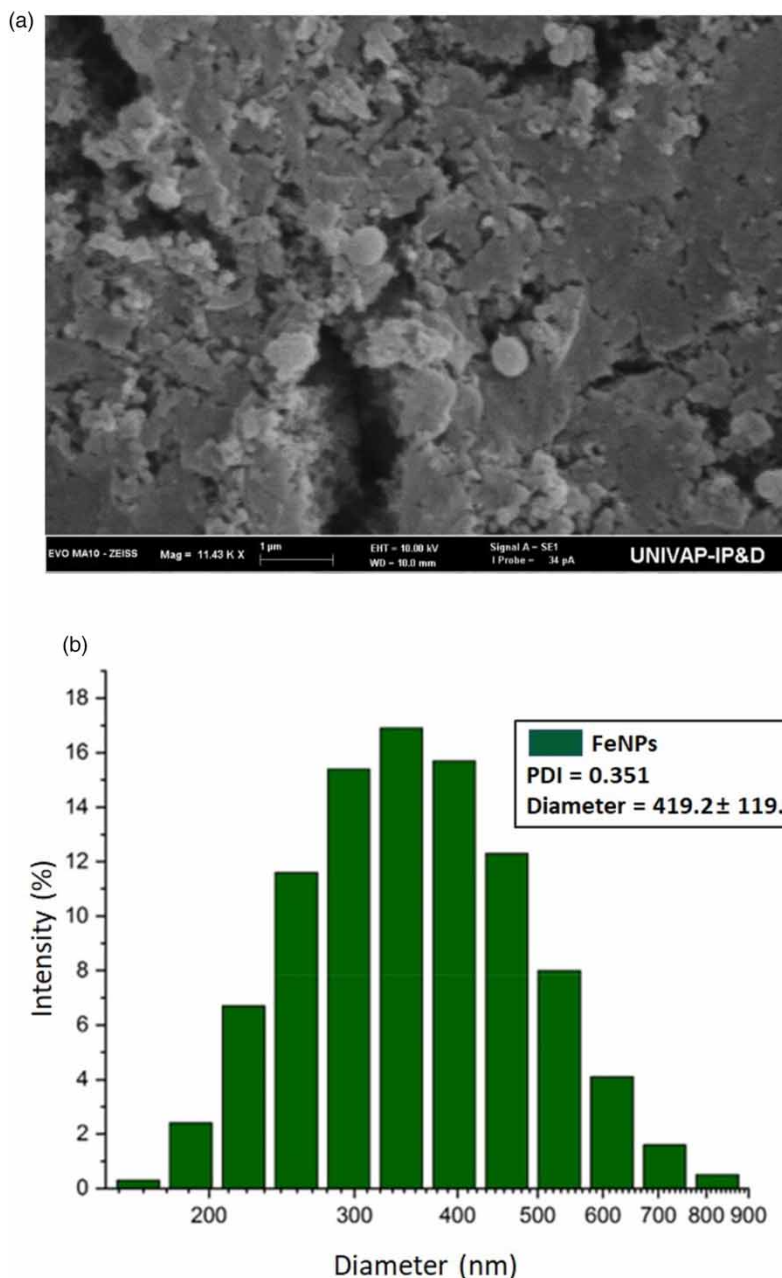 (a)
EVO MA10 - ZEISS Mag = 11.43 K X 1 µm EHT = 10.00 kV Signal A = SE1 UNIVAP-IP&D
WD = 10.0 mm I Probe = 34 pA
(b)
18
16
14
12
10
8
6
4
2
0
Intensity (%)
FeNPs
PDI = 0.351
Diameter = 419.2± 119.
200 300 400 500 600 700 800 900
Diameter (nm)